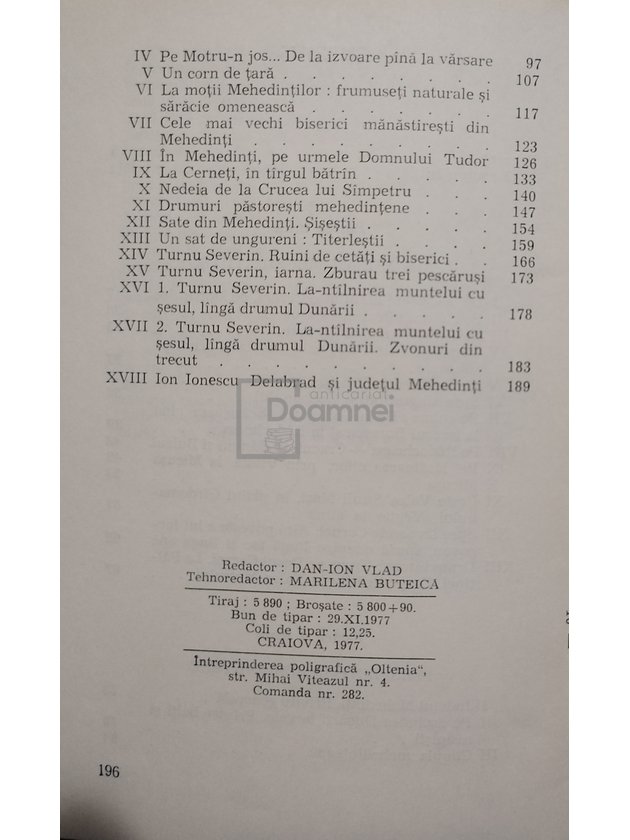 IV Pe Motru-n jos... De la izvoare pînă la vărsare 97
V Un corn de țară . . . . . . . . . 107
VI La moții Mehedinților : frumuseți naturale și
sărăcie omenească . . . . . . . . 117
VII Cele mai vechi biserici mănăstirești din
Mehedinți . . . . . . . . . . 123
VIII În Mehedinți, pe urmele Domnului Tudor 126
IX La Cerneți, în tîrgul bătrîn . . . . . 133
X Nedeia de la Crucea lui Simpetru . . . 140
XI Drumuri păstorești mehedințene . . . 147
XII Sate din Mehedinți. Șișeștii . . . . . 154
XIII Un sat de ungureni : Titerleștii . . . . 159
XIV Turnu Severin. Ruini de cetăți și biserici . . 166
XV Turnu Severin, iarna. Zburau trei pescăruși 173
XVI 1. Turnu Severin. La-ntîlnirea muntelui cu
șesul, lîngă drumul Dunării . . . . . 178
XVII 2. Turnu Severin. La-ntîlnirea muntelui cu
șesul, lîngă drumul Dunării. Zvonuri din
trecut . . . . . . . . . . . 183
XVIII Ion Ionescu Delabrad și județul Mehedinți 189
anticariat
Doamnei
Redactor : DAN-ION VLAD
Tehnoredactor : MARILENA BUTEICĂ
Tiraj : 5 890 ; Broșate : 5 800+90.
Bun de tipar : 29.XI.1977
Coli de tipar : 12,25.
CRAIOVA, 1977.
Întreprinderea poligrafică „Oltenia“,
str. Mihai Viteazul nr. 4.
Comanda nr. 282.
196